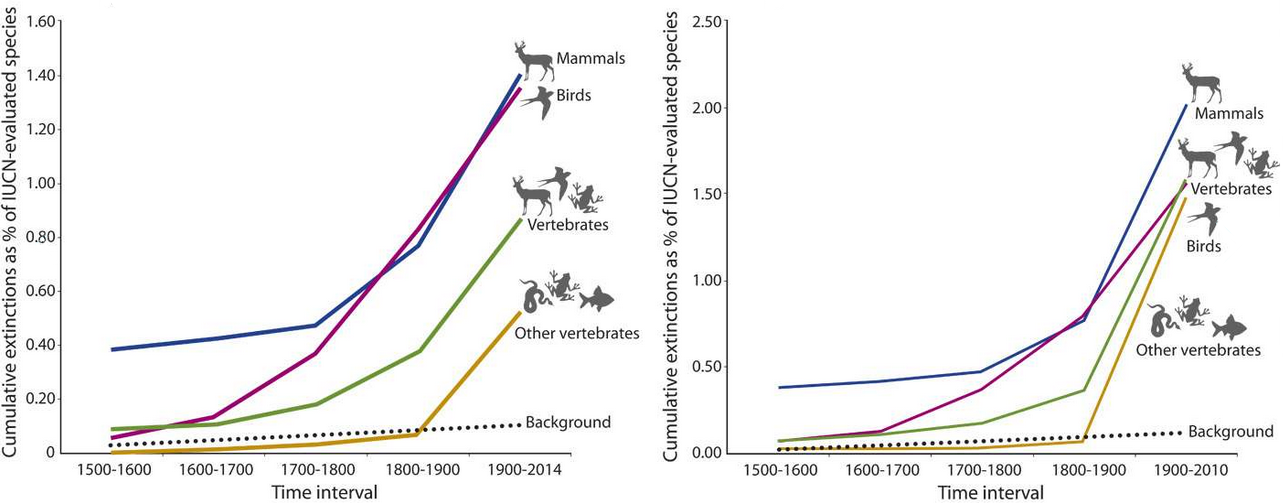 Cumulative extinctions as % of IUCN-evaluated species
1.60
1.40
1.20
1.00
0.80
0.60
0.40
0.20
0
Mammals
Birds
Vertebrates
Other vertebrates
Background
1500-1600
1600-1700
1700-1800
1800-1900
1900-2014
Time interval
Cumulative extinctions as % of IUCN-evaluated species
2.50
2.00
1.50
1.00
0.50
0.00
Mammals
Vertebrates
Birds
Other vertebrates
Background
1500-1600
1600-1700
1700-1800
1800-1900
1900-2010
Time interval